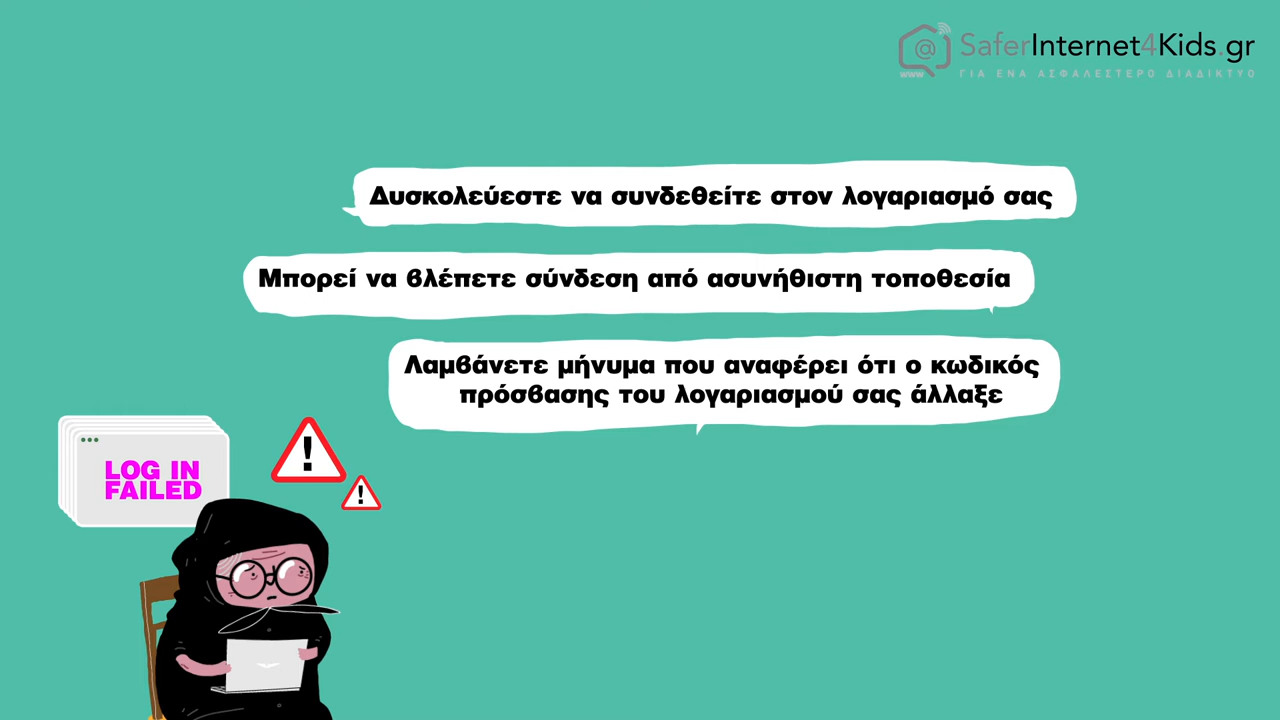 SaferInternet4Kids.gr
www
ΓΙΑ ΕΝΑ ΑΣΦΑΛΕΣΤΕΡΟ ΔΙΑΔΙΚΤΥΟ
Δυσκολεύεστε να συνδεθείτε στον λογαριασμό σας
Μπορεί να βλέπετε σύνδεση από ασυνήθιστη τοποθεσία
Λαμβάνετε μήνυμα που αναφέρει ότι ο κωδικός
πρόσβασης του λογαριασμού σας άλλαξε
LOG IN
FAILED